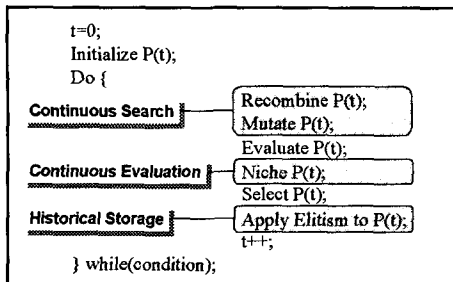 t=0;
Initialize P(t);
Do {
Continuous Search
Recombine P(t);
Mutate P(t);
Evaluate P(t);
Continuous Evaluation
Niche P(t);
Select P(t);
Historical Storage
Apply Elitism to P(t);
t++;
} while(condition);